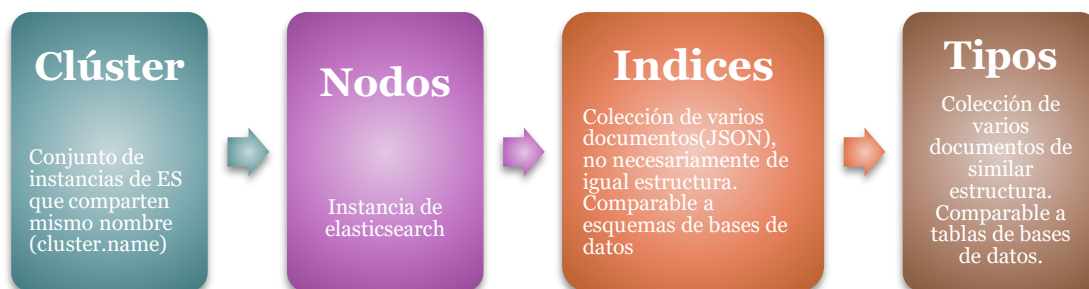 Clúster
Conjunto de
instancias de ES
que comparten
mismo nombre
(cluster.name)
Nodos
Instancia de
elasticsearch
Indices
Colección de varios
documentos(JSON),
no necesariamente de
igual estructura.
Comparable a
esquemas de bases de
datos
Tipos
Colección de
varios
documentos de
similar
estructura.
Comparable a
tablas de bases
de datos.